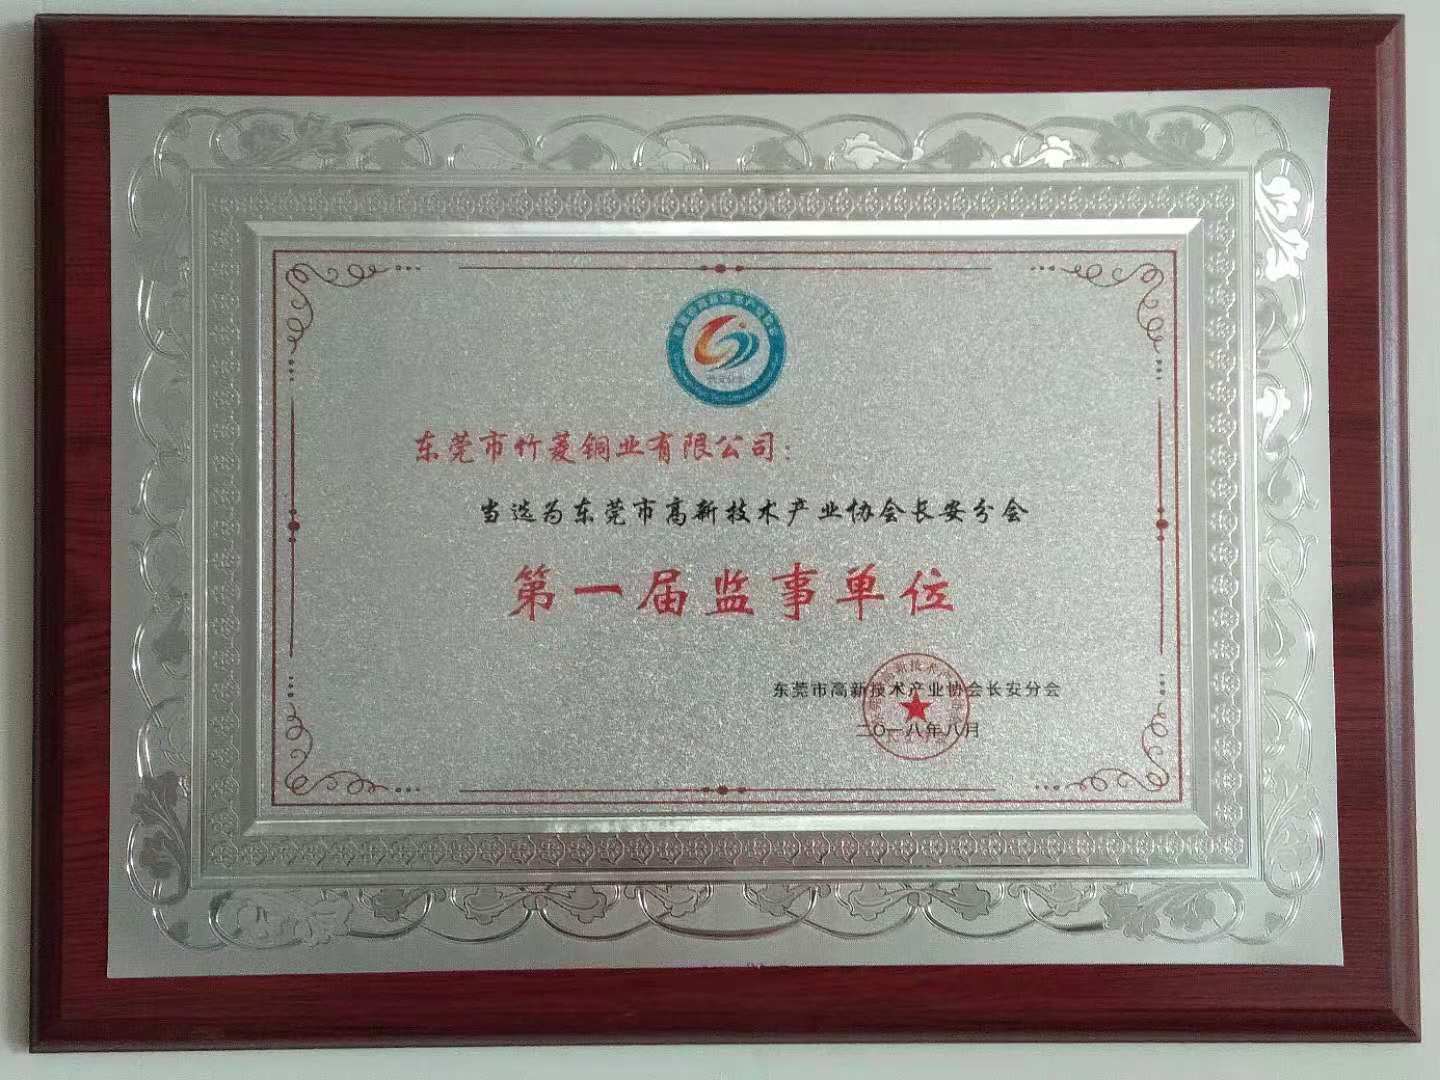 东莞市竹菱铜业有限公司：
当选为东莞市高新技术产业协会长安分会
第一届监事单位
东莞市高新技术产业协会长安分会
二〇一八年八月